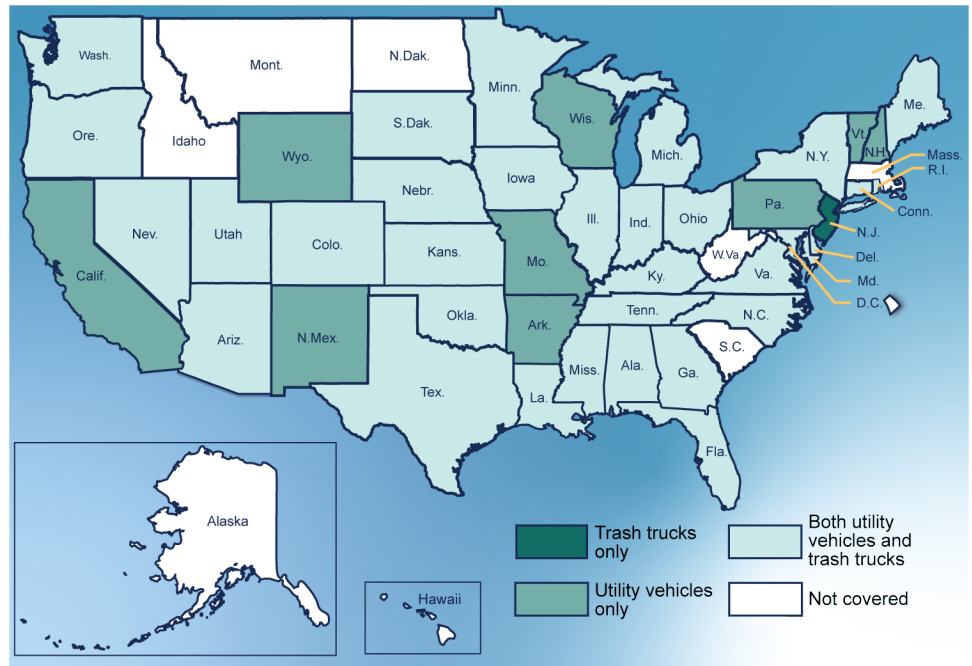 Wash.
Mont.
N.Dak.
Minn.
Ore.
Idaho
S.Dak.
Wis.
Mich.
Me.
Vt.
N.H.
N.Y.
Mass.
R.I.
Wyo.
Nebr.
Iowa
Pa.
Conn.
Nev.
Utah
Colo.
Kans.
Ill.
Ind.
Ohio
N.J.
Calif.
Mo.
Ky.
W.Va.
Va.
Del.
Md.
D.C.
Ariz.
N.Mex.
Okla.
Ark.
Tenn.
N.C.
S.C.
Tex.
La.
Miss.
Ala.
Ga.
Fla.
Alaska
Hawaii
Trash trucks
only
Utility vehicles
only
Both utility
vehicles and
trash trucks
Not covered